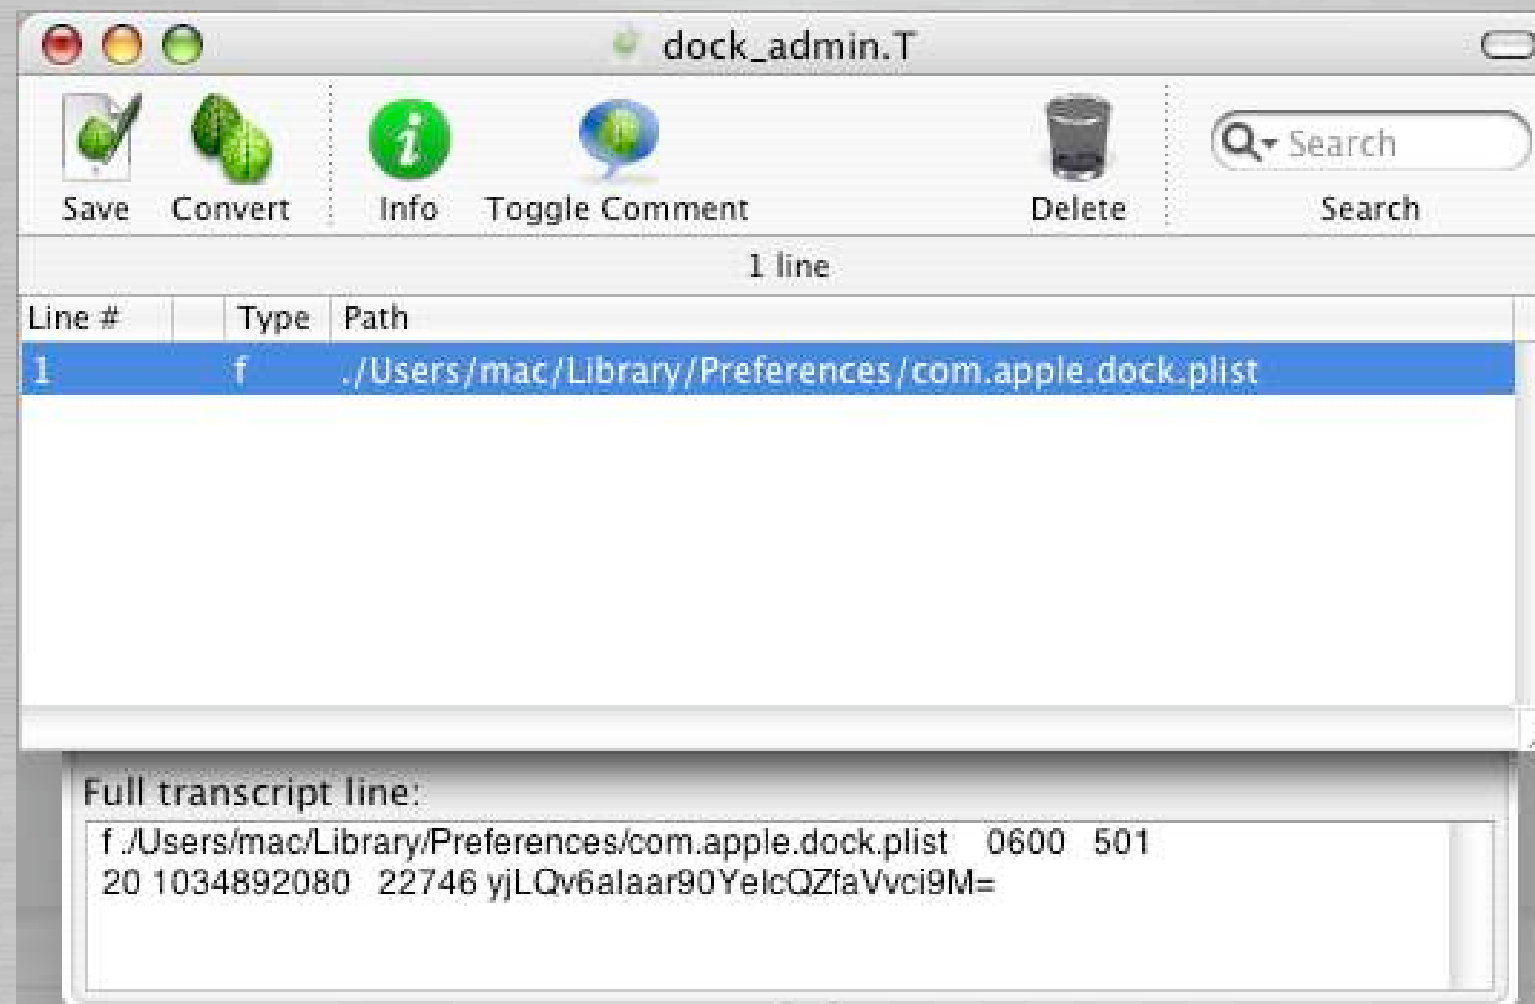 dock_admin.T
Save Convert Info Toggle Comment Delete Search
Search
1 line
Line # Type Path
1 f ./Users/mac/Library/Preferences/com.apple.dock.plist
Full transcript line:
f ./Users/mac/Library/Preferences/com.apple.dock.plist 0600 501
20 1034892080 22746 yjLQv6alaar90YelcQZfaVvci9M=